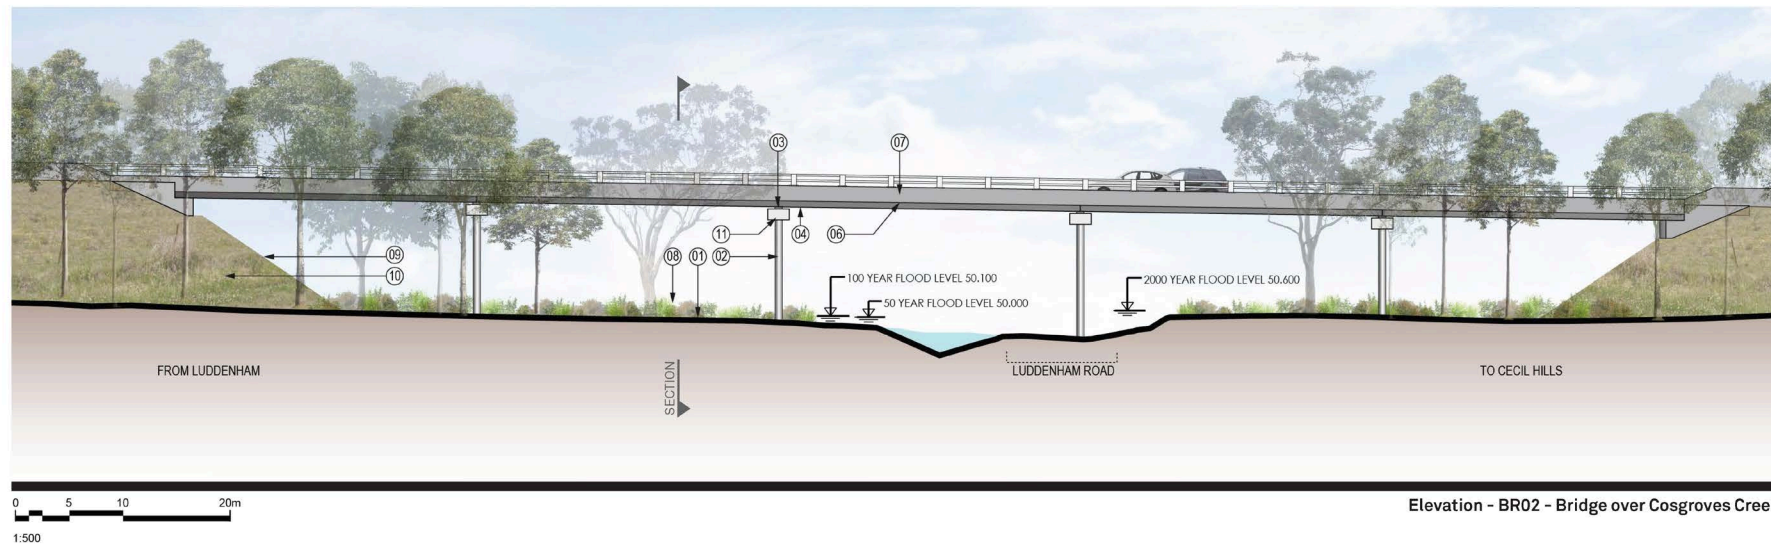 03
07
11
04
06
09
08
01
02
10
100 YEAR FLOOD LEVEL 50.100
2000 YEAR FLOOD LEVEL 50.600
50 YEAR FLOOD LEVEL 50.000
FROM LUDDENHAM
SECTION
LUDDENHAM ROAD
TO CECIL HILLS
0 5 10 20m
1:500
Elevation - BR02 - Bridge over Cosgroves Cree